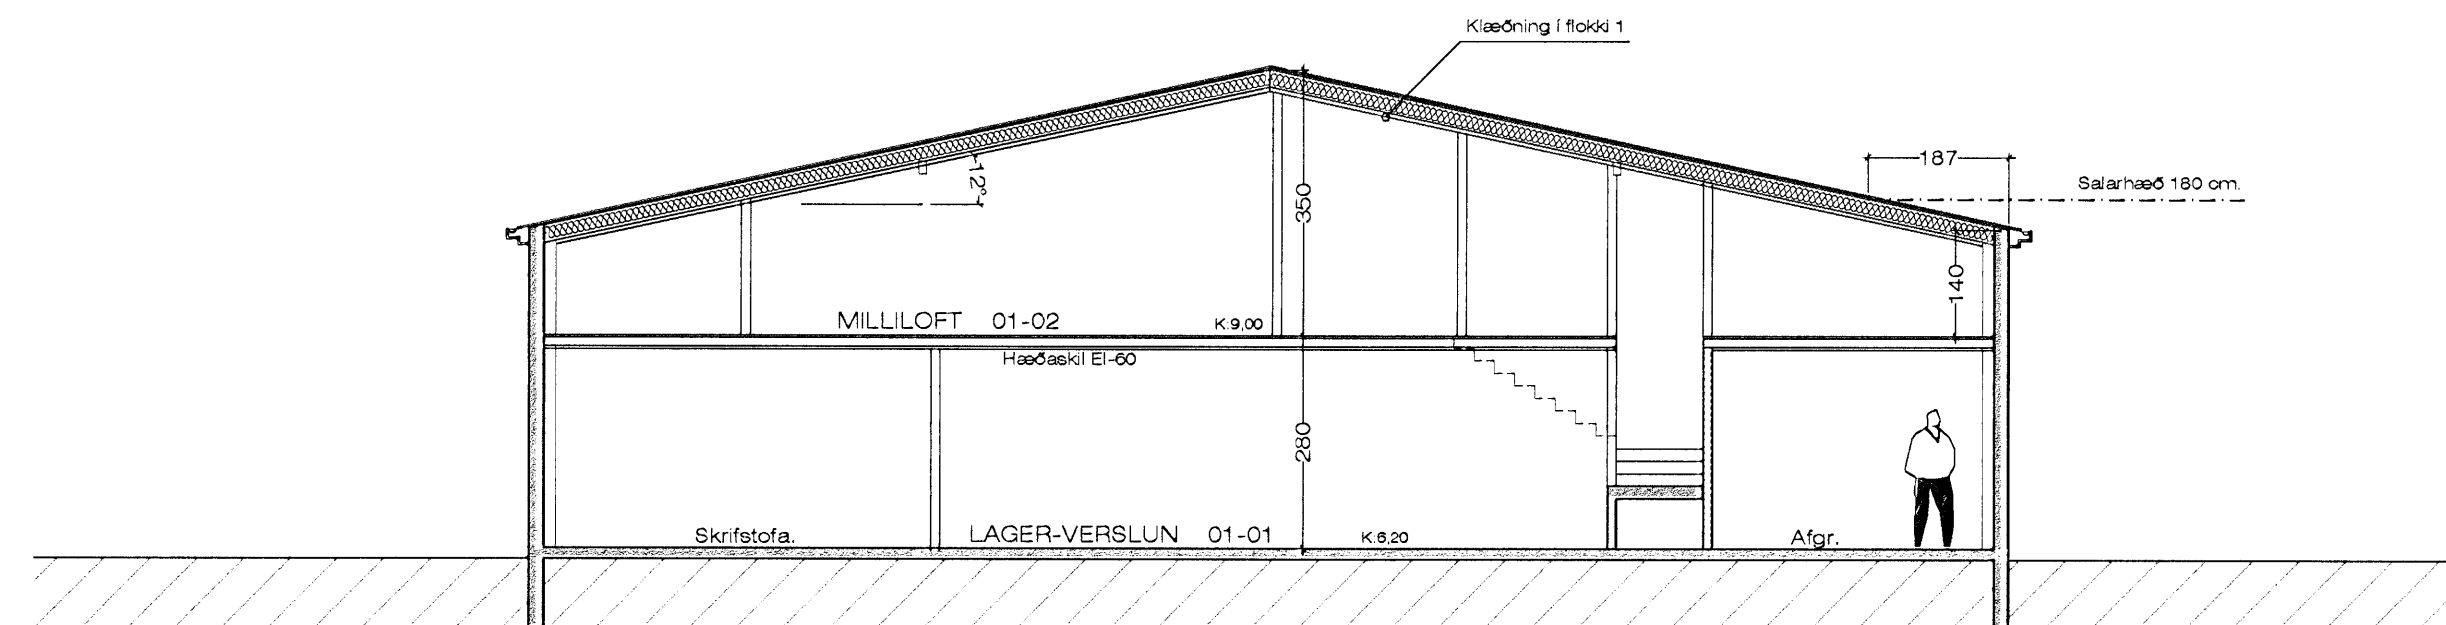 Klæðning í flokki 1
187
Salarhæð 180 cm.
12°
350
140
MILLILOFT 01-02
K:9,00
Hæðaskil EI-60
280
Skrifstofa.
LAGER-VERSLUN 01-01
K:6,20
Afgr.